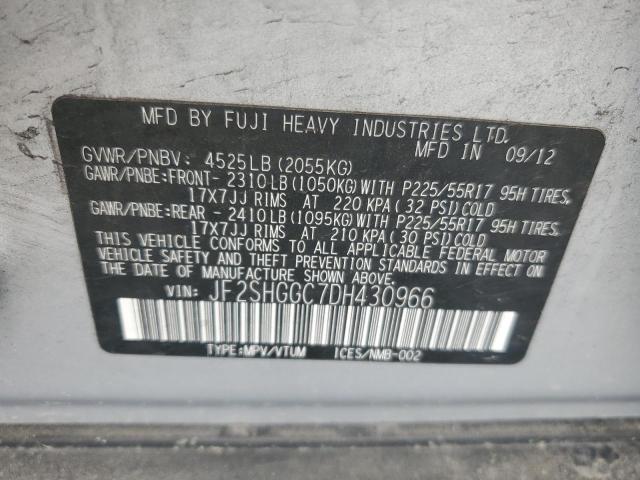 MFD BY FUJI HEAVY INDUSTRIES LTD.
MFD IN 09/12
GVWR/PNBV: 4525LB (2055KG)
GAWR/PNBE:FRONT-2310LB(1050KG)WITH P225/55R17 95H TIRES,
17X7JJ RIMS AT 220 KPA ( 32 PSI)COLD
GAWR/PNBE:REAR -2410LB(1095KG)WITH P225/55R17 95H TIRES,
17X7JJ RIMS AT 210 KPA ( 30 PSI)COLD
THIS VEHICLE CONFORMS TO ALL APPLICABLE FEDERAL MOTOR
VEHICLE SAFETY AND THEFT PREVENTION STANDARDS IN EFFECT ON
THE DATE OF MANUFACTURE SHOWN ABOVE.
VIN: JF2SHGGC7DH430966
TYPE:MPV/VTUM ICES/NMB-002